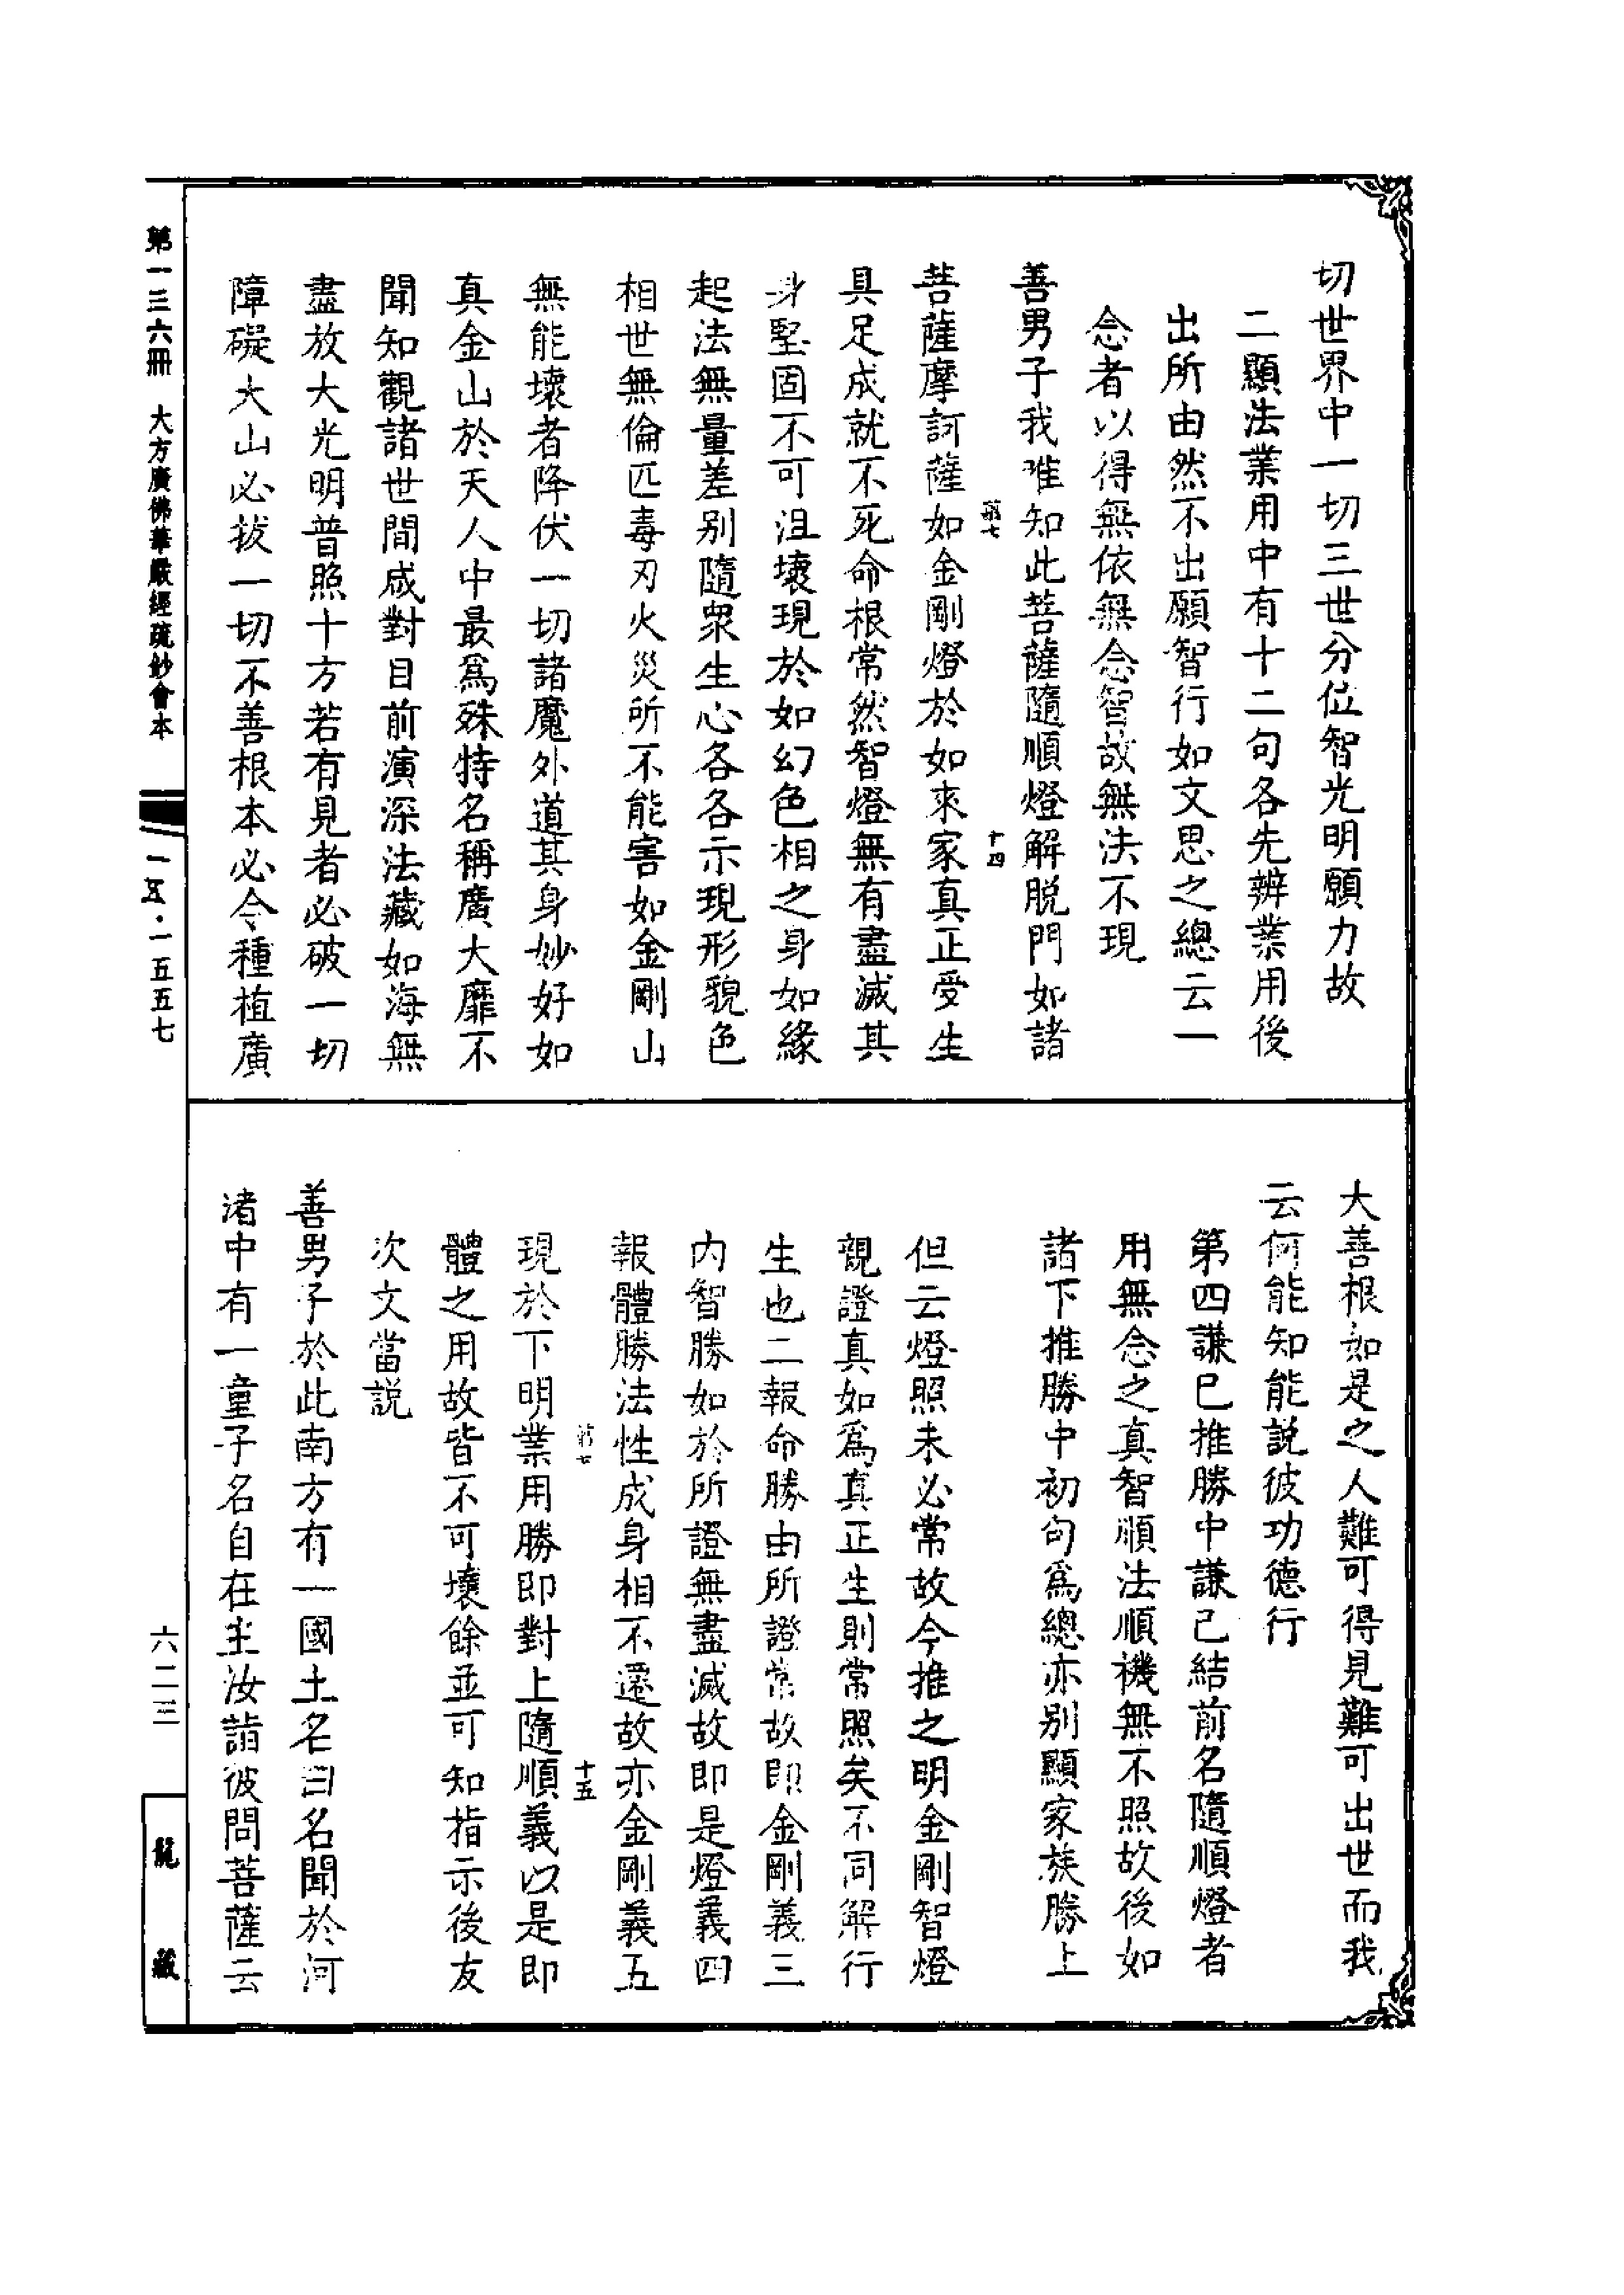 切世界中一切三世分位智光明願力故
二顯法業用中有十二句各先辨業用後
出所由然不出願智行如文思之總云一
念者以得無依無念智故無法不現
善男子我唯知此菩薩隨順燈解脫門如諸
第七
十四
菩薩摩訶薩如金剛燈於如來家真正受生
具足成就不死命根常然智燈無有盡滅其
身堅固不可沮壞現於如幻色相之身如緣
起法無量差別隨眾生心各各示現形貌色
相世無倫匹毒刃火災所不能害如金剛山
無能壞者降伏一切諸魔外道其身妙好如
真金山於天人中最為殊特名稱廣大靡不
聞知觀諸世間咸對目前演深法藏如海無
盡放大光明普照十方若有見者必破一切
障礙大山必拔一切不善根本必令種植廣
大善根如是之人難可得見難可出世而我
云何能知能說彼功德行
第四謙己推勝中謙己結前名隨順燈者
用無念之真智順法順機無不照故後如
諸下推勝中初句為總亦別顯家族勝上
但云燈照未必常故今推之明金剛智燈
親證真如為真正生則常照矣不同解行
生也二報命勝由所證常故即金剛義三
內智勝如於所證無盡滅故即是燈義四
報體勝法性成身相不遷故亦金剛義五
第七
十五
現於下明業用勝即對上隨順義以是即
體之用故皆不可壞餘並可知指示後友
次文當說
善男子於此南方有一國土名曰名聞於河
渚中有一童子名自在主汝詣彼問菩薩云
第一三六冊 大方廣佛華嚴經疏鈔會本
一五·一五五七
六二三
龍藏